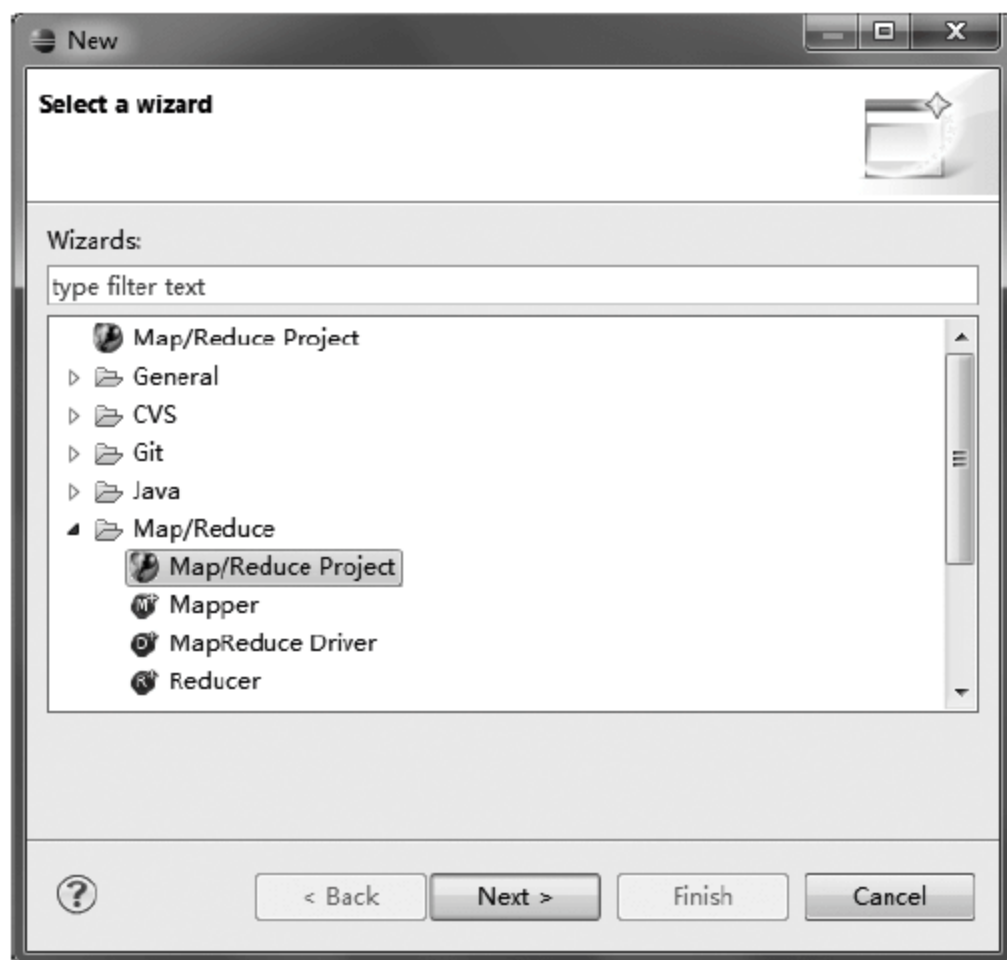 New
Select a wizard
Wizards:
type filter text
Map/Reduce Project
General
CVS
Git
Java
Map/Reduce
Map/Reduce Project
Mapper
MapReduce Driver
Reducer
< Back Next > Finish Cancel